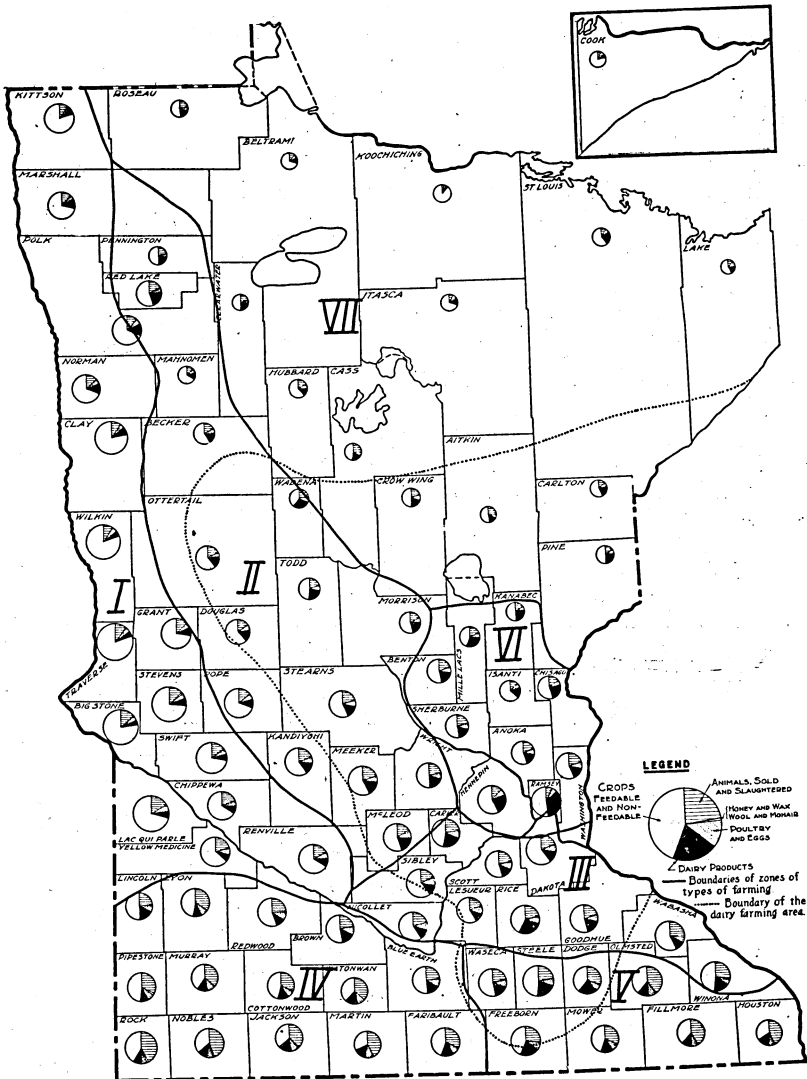 COOK
KITTSON
ROSEAU
BELTRAMI
KOOCHICHING
ST LOUIS
MARSHALL
POLK
PENNINGTON
RED LAKE
CLEARWATER
LAKE
VII
ITASCA
NORMAN
MAHNOMEN
HUBBARD
CASS
CLAY
BECKER
AITKIN
WADENA
CROW WING
CARLTON
OTTERTAIL
WILKIN
PINE
TODD
I
II
MORRISON
KANABEC
GRANT
DOUGLAS
VI
MILLE LACS
BENTON
ISANTI
CHISAGO
TRAVERSE
STEVENS
POPE
STEARNS
SHERBURNE
BIG STONE
ANOKA
SWIFT
KANDIYOHI
MEEKER
WRIGHT
HENNEPIN
RAMSEY
WASHINGTON
CHIPPEWA
LAC QUI PARLE
McLEOD
CARVER
YELLOW MEDICINE
RENVILLE
SIBLEY
SCOTT
DAKOTA
III
LINCOLN
LYON
NICOLLET
LESUEUR
RICE
WABASHA
REDWOOD
BROWN
GOODHUE
BLUE EARTH
WASECA
STEELE
DODGE
OLMSTED
PIPESTONE
MURRAY
COTTONWOOD
IV
WATONWAN
V
WINONA
ROCK
NOBLES
JACKSON
MARTIN
FARIBAULT
FREEBORN
MOWER
FILLMORE
HOUSTON
LEGEND
CROPS
FEEDABLE
AND NON-
FEEDABLE
ANIMALS, SOLD
AND SLAUGHTERED
HONEY AND WAX
WOOL AND MOHAIR
POULTRY
AND EGGS
DAIRY PRODUCTS
Boundaries of zones of
types of farming
Boundary of the
dairy farming area.